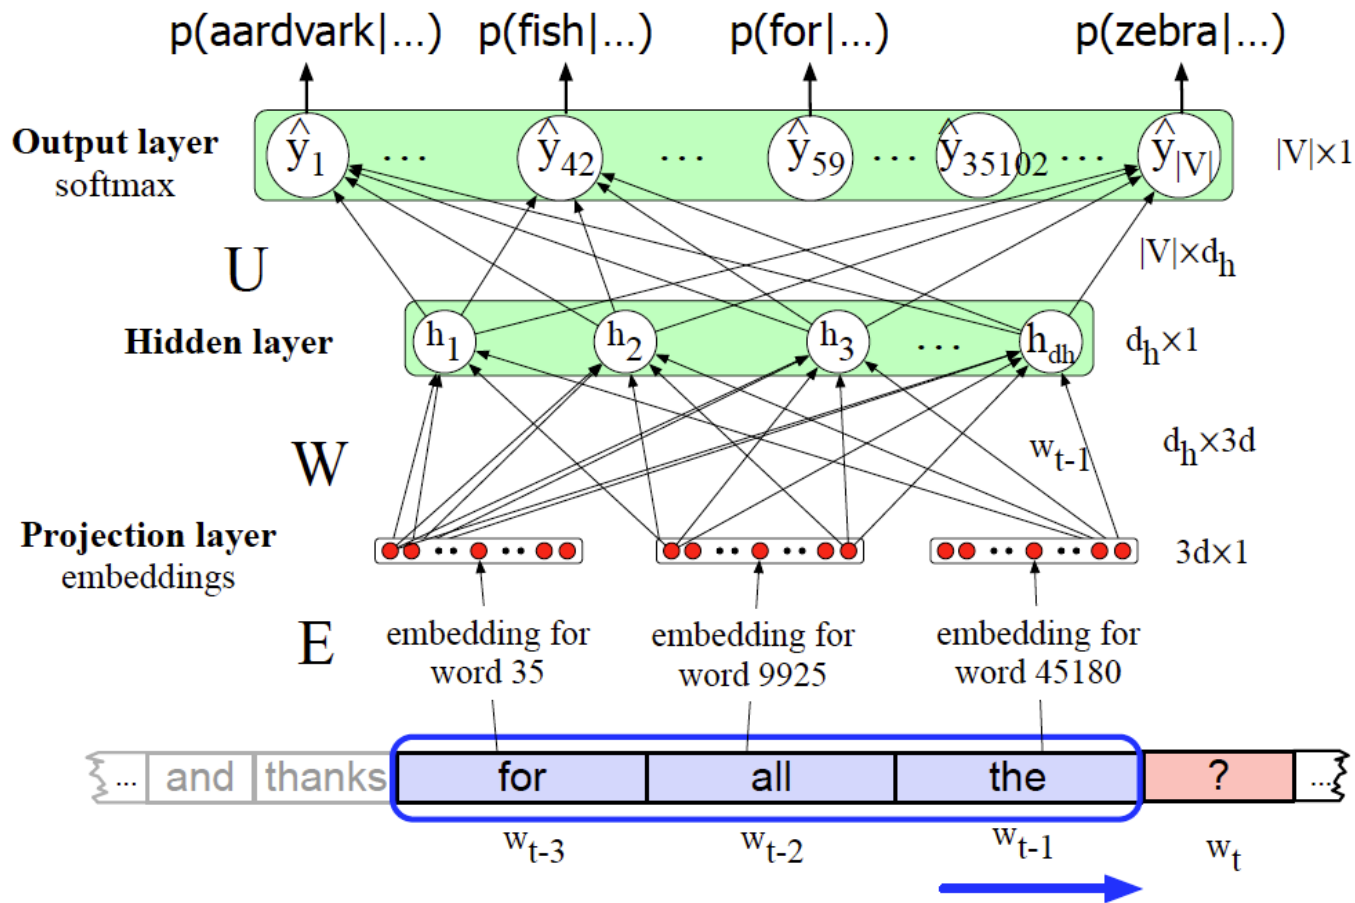 p(aardvark|...) p(fish|...) p(for|...) p(zebra|...)
Output layer
softmax
ŷ1 ... ŷ42 ... ŷ59 ... ŷ35102 ... ŷ|V|
|V|×1
U
|V|×dh
Hidden layer
h1 h2 h3 ... hdh
dh×1
W
wt-1
dh×3d
Projection layer
embeddings
3d×1
E
embedding for
word 35
embedding for
word 9925
embedding for
word 45180
... and thanks for all the ? ...
wt-3 wt-2 wt-1 wt